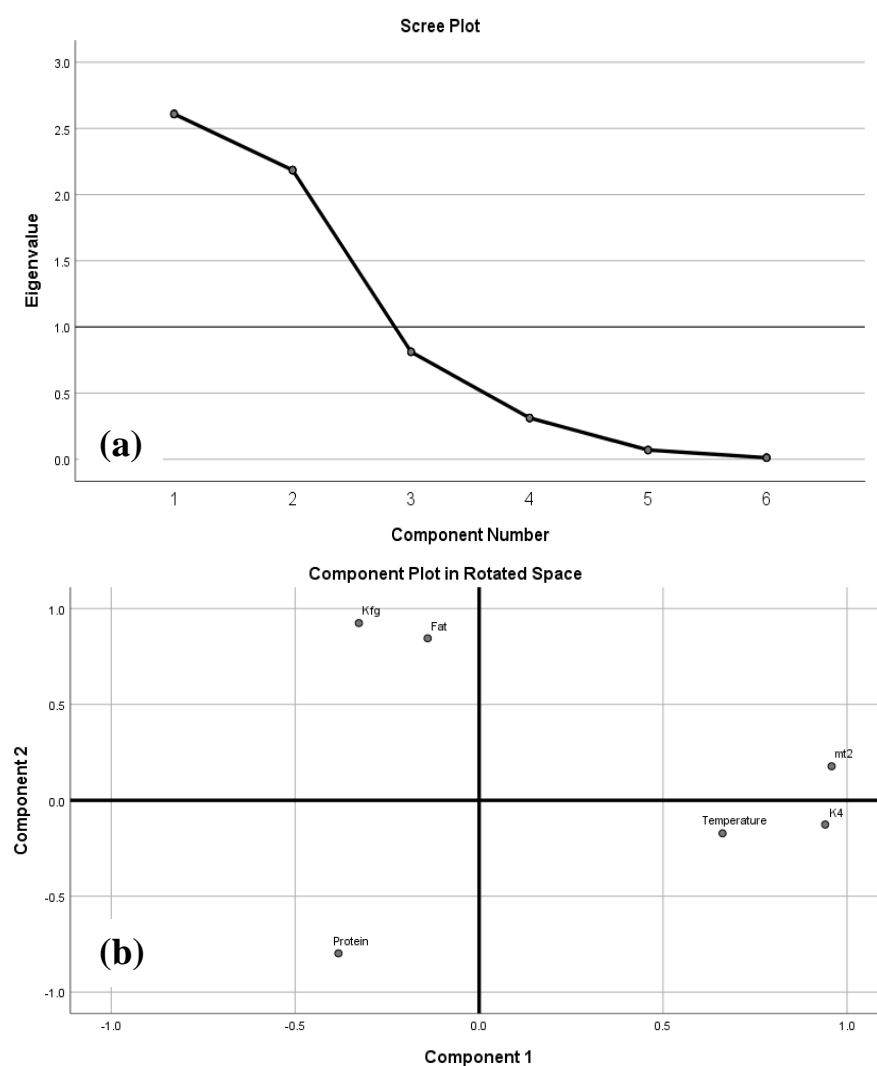 Scree Plot
3.0
2.5
2.0
1.5
1.0
0.5
0.0
Eigenvalue
(a)
1 2 3 4 5 6
Component Number
Component Plot in Rotated Space
1.0
0.5
0.0
-0.5
-1.0
Component 2
Kfg
Fat
mt2
Temperature
K4
Protein
(b)
-1.0 -0.5 0.0 0.5 1.0
Component 1